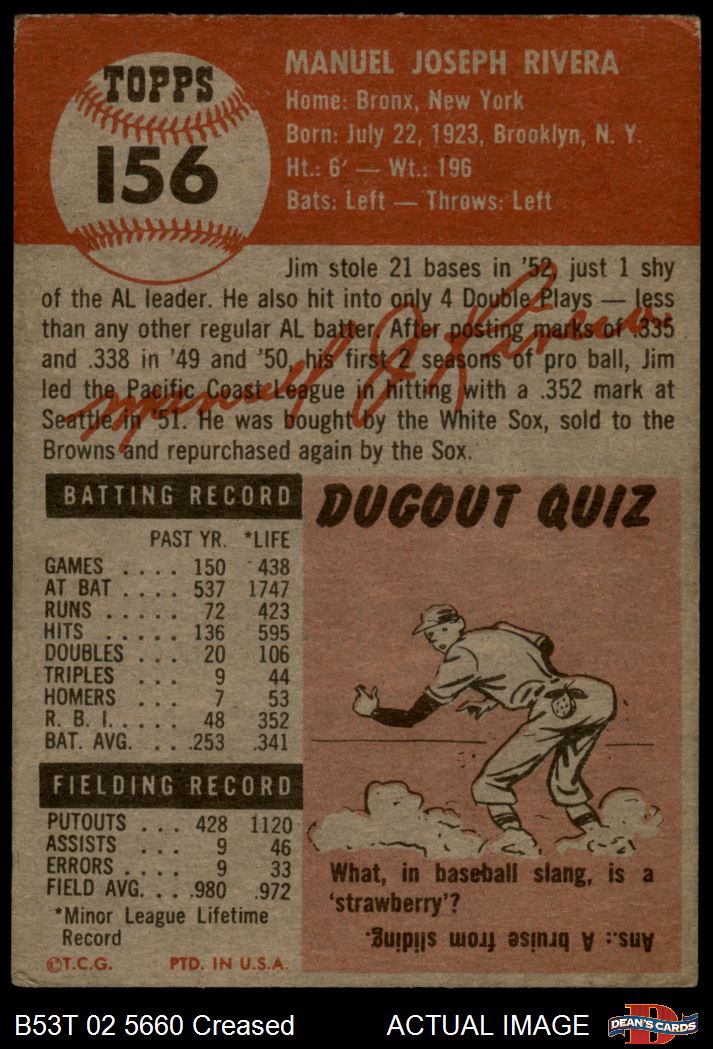 TOPPS
156
MANUEL JOSEPH RIVERA
Home: Bronx, New York
Born: July 22, 1923, Brooklyn, N. Y.
Ht.: 6' — Wt.: 196
Bats: Left — Throws: Left
Jim stole 21 bases in '52, just 1 shy
of the AL leader. He also hit into only 4 Double Plays — less
than any other regular AL batter. After posting marks of .335
and .338 in '49 and '50, his first 2 seasons of pro ball, Jim
led the Pacific Coast League in hitting with a .352 mark at
Seattle in '51. He was bought by the White Sox, sold to the
Browns and repurchased again by the Sox.
Manuel J. Rivera
BATTING RECORD
PAST YR. *LIFE
GAMES . . . . 150 438
AT BAT . . . . 537 1747
RUNS . . . . . 72 423
HITS . . . . . 136 595
DOUBLES . . . 20 106
TRIPLES . . . 9 44
HOMERS . . . 7 53
R. B. I. . . . . 48 352
BAT. AVG. . . . .253 .341
FIELDING RECORD
PUTOUTS . . . 428 1120
ASSISTS . . . 9 46
ERRORS . . . . 9 33
FIELD AVG. . . .980 .972
*Minor League Lifetime
Record
©T.C.G. PTD. IN U.S.A.
DUGOUT QUIZ
What, in baseball slang, is a
'strawberry'?
Ans.: A bruise from sliding.
B53T 02 5660 Creased ACTUAL IMAGE
D
DEAN'S CARDS